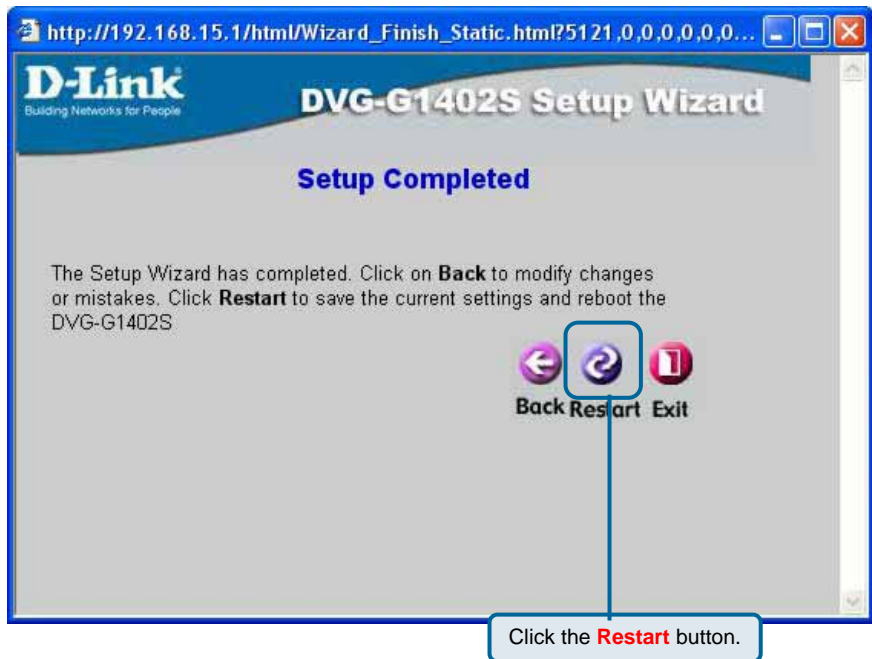 http://192.168.15.1/html/Wizard_Finish_Static.html?5121,0,0,0,0,0,0...
D-Link
Building Networks for People
DVG-G1402S Setup Wizard
Setup Completed
The Setup Wizard has completed. Click on Back to modify changes
or mistakes. Click Restart to save the current settings and reboot the
DVG-G1402S
Back Restart Exit
Click the Restart button.